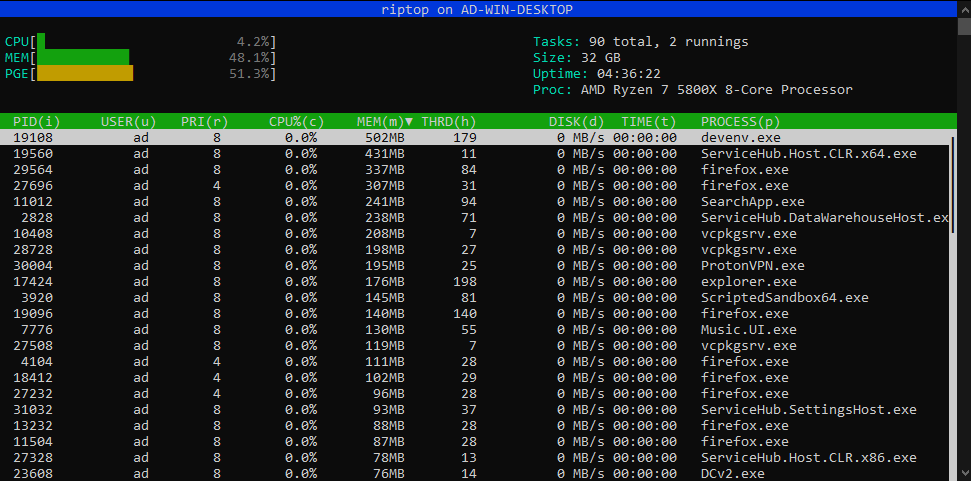 riptop on AD-WIN-DESKTOP
CPU[ 4.2%] Tasks: 90 total, 2 runnings
MEM[ 48.1%] Size: 32 GB
PGE[ 51.3%] Uptime: 04:36:22
Proc: AMD Ryzen 7 5800X 8-Core Processor
PID(i) USER(u) PRI(r) CPU%(c) MEM(m)▼ THRD(h) DISK(d) TIME(t) PROCESS(p)
19108 ad 8 0.0% 502MB 179 0 MB/s 00:00:00 devenv.exe
19560 ad 8 0.0% 431MB 11 0 MB/s 00:00:00 ServiceHub.Host.CLR.x64.exe
29564 ad 8 0.0% 337MB 84 0 MB/s 00:00:00 firefox.exe
27696 ad 4 0.0% 307MB 31 0 MB/s 00:00:00 firefox.exe
11012 ad 8 0.0% 241MB 94 0 MB/s 00:00:00 SearchApp.exe
2828 ad 8 0.0% 238MB 71 0 MB/s 00:00:00 ServiceHub.DataWarehouseHost.ex
10408 ad 8 0.0% 208MB 7 0 MB/s 00:00:00 vcpkgsrv.exe
28728 ad 8 0.0% 198MB 27 0 MB/s 00:00:00 vcpkgsrv.exe
30004 ad 8 0.0% 195MB 25 0 MB/s 00:00:00 ProtonVPN.exe
17424 ad 8 0.0% 176MB 198 0 MB/s 00:00:00 explorer.exe
3920 ad 8 0.0% 145MB 81 0 MB/s 00:00:00 ScriptedSandbox64.exe
19096 ad 8 0.0% 140MB 140 0 MB/s 00:00:00 firefox.exe
7776 ad 8 0.0% 130MB 55 0 MB/s 00:00:00 Music.UI.exe
27508 ad 8 0.0% 119MB 7 0 MB/s 00:00:00 vcpkgsrv.exe
4104 ad 4 0.0% 111MB 28 0 MB/s 00:00:00 firefox.exe
18412 ad 4 0.0% 102MB 29 0 MB/s 00:00:00 firefox.exe
27232 ad 4 0.0% 96MB 28 0 MB/s 00:00:00 firefox.exe
31032 ad 8 0.0% 93MB 37 0 MB/s 00:00:00 ServiceHub.SettingsHost.exe
13232 ad 8 0.0% 88MB 28 0 MB/s 00:00:00 firefox.exe
11504 ad 8 0.0% 87MB 28 0 MB/s 00:00:00 firefox.exe
27328 ad 8 0.0% 78MB 13 0 MB/s 00:00:00 ServiceHub.Host.CLR.x86.exe
23608 ad 8 0.0% 76MB 14 0 MB/s 00:00:00 DCv2.exe